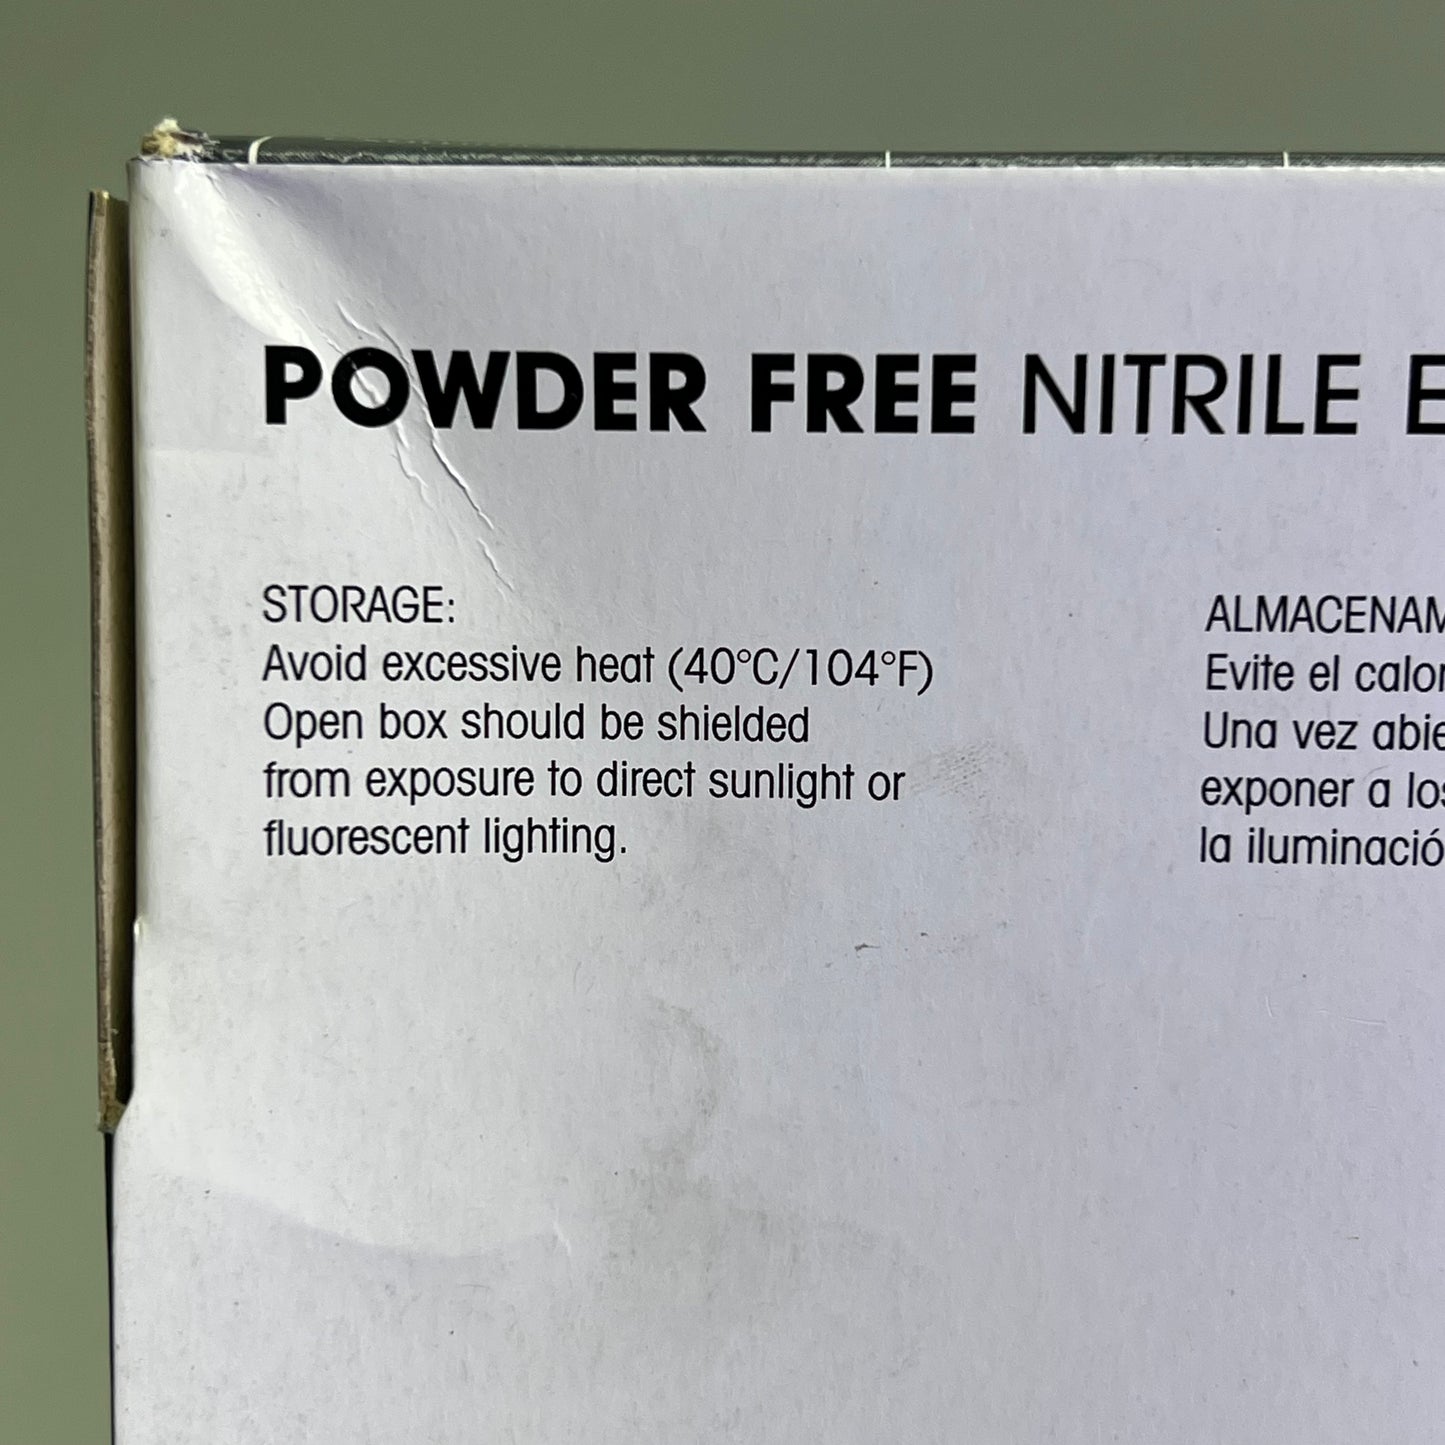 POWDER FREE NITRILE
STORAGE:
Avoid excessive heat (40°C/104°F)
Open box should be shielded
from exposure to direct sunlight or
fluorescent lighting.
Evite el
Una vez
exponer a
la